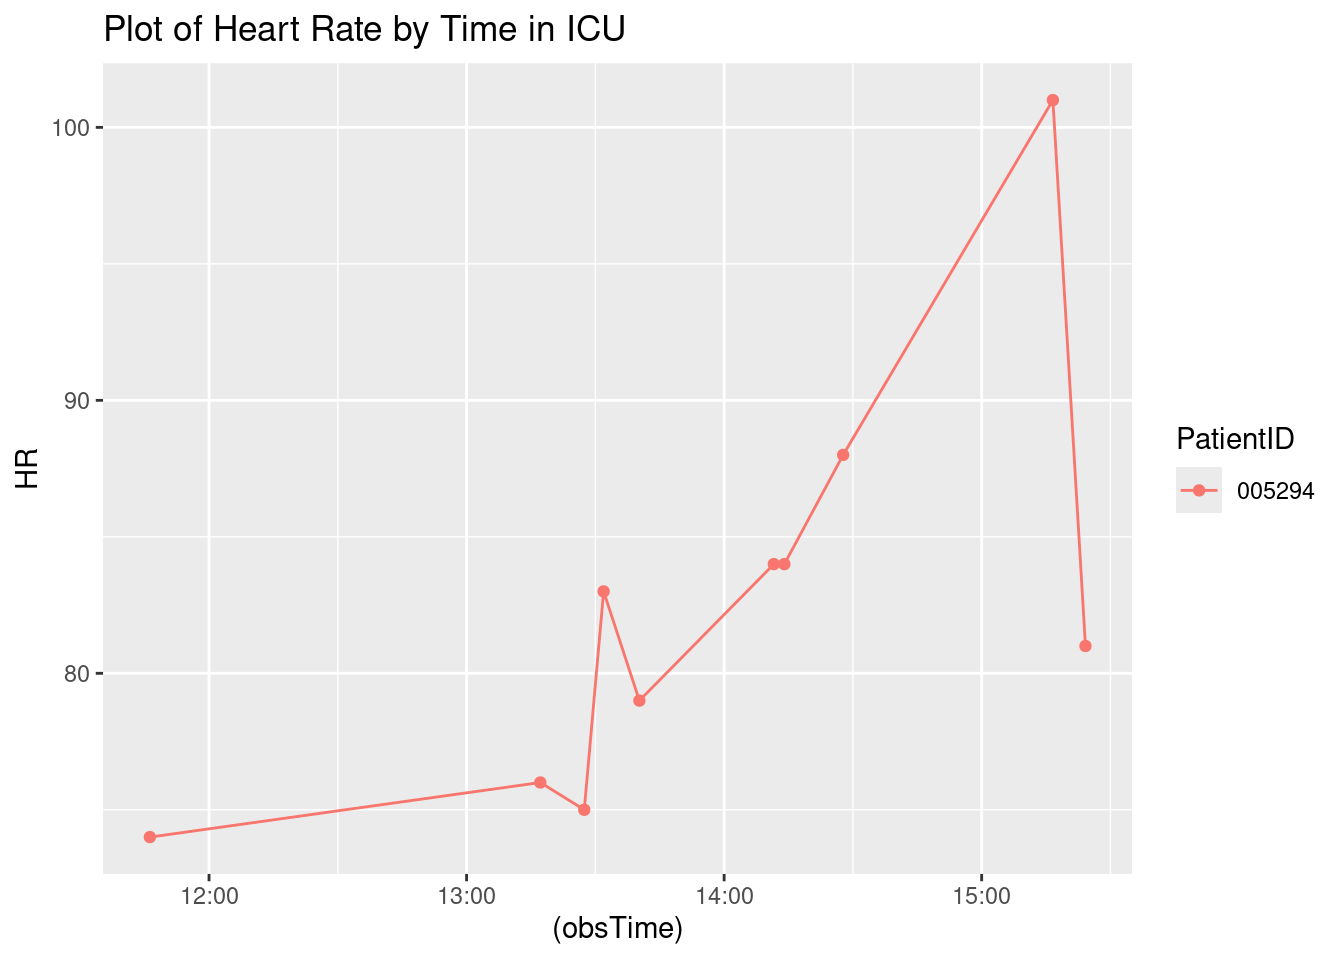 Plot of Heart Rate by Time in ICU
100
90
80
HR
12:00
13:00
14:00
15:00
(obsTime)
PatientID
005294